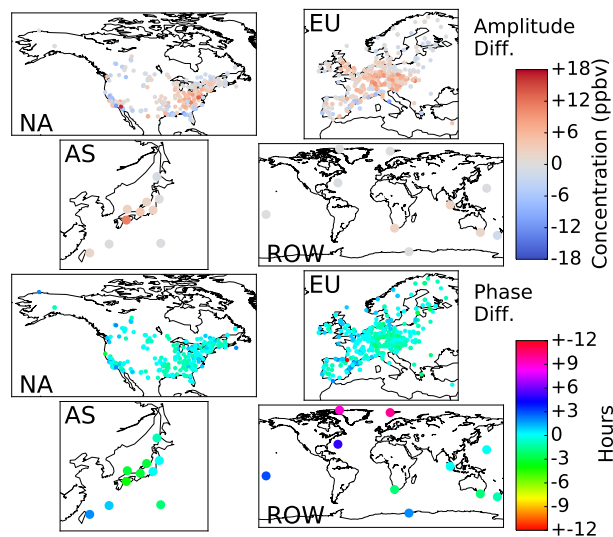 NA
EU
Amplitude
Diff.
+18
+12
+6
0
-6
-12
-18
Concentration (ppbv)
AS
ROW
NA
EU
Phase
Diff.
+-12
+9
+6
+3
0
-3
-6
-9
-12
Hours
AS
ROW